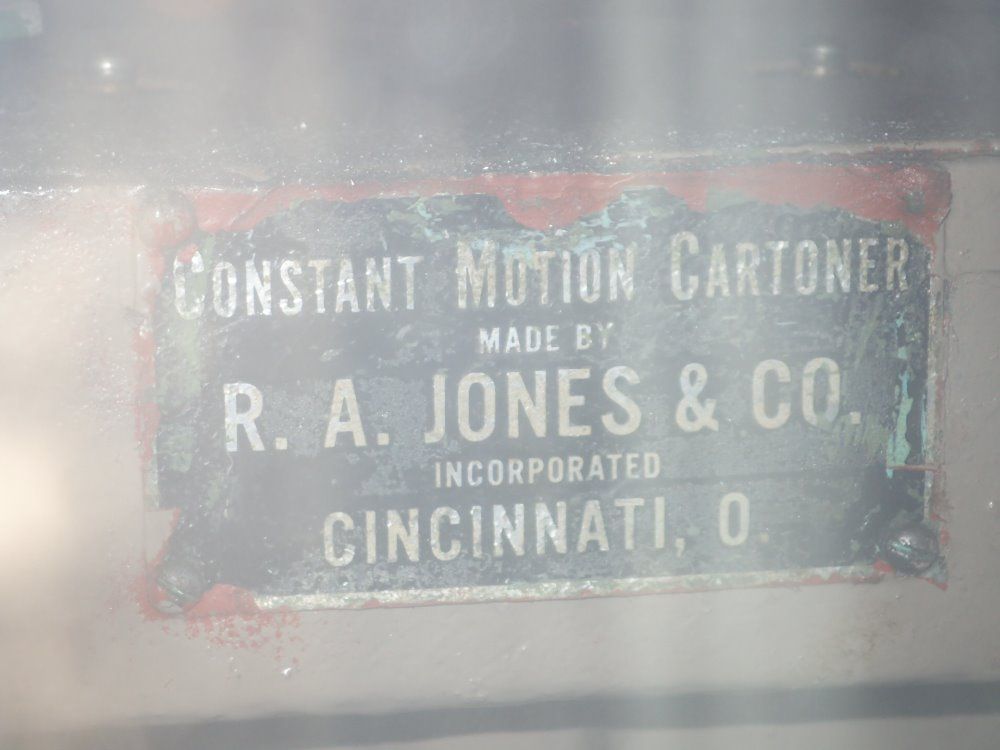 CONSTANT MOTION CARTONER
MADE BY
R. A. JONES & CO.
INCORPORATED
CINCINNATI, O.